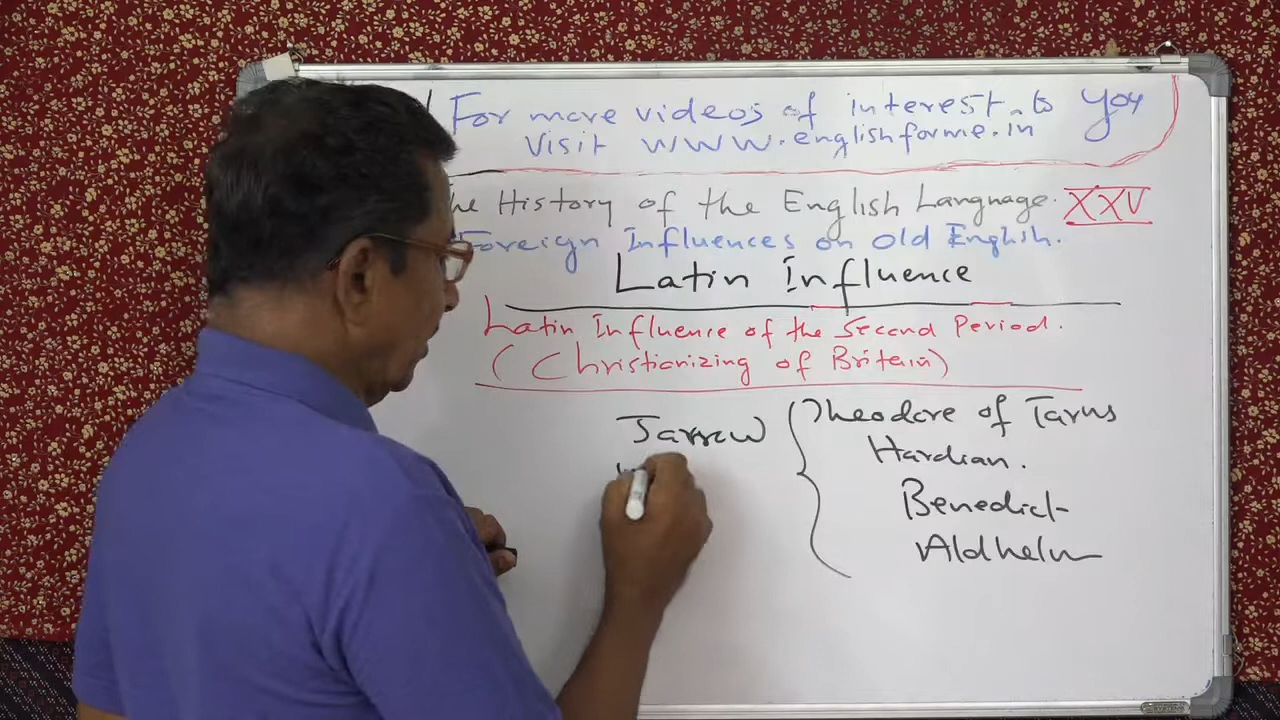 For more videos of interest to you
Visit www.englishforme.in
he History of the English Language. XXV
Foreign Influences on Old English.
Latin Influence
Latin Influence of the Second Period.
(Christianizing of Britain)
Jarrow
Theodore of Tarus
Hardian.
Benedict
Aldhelm